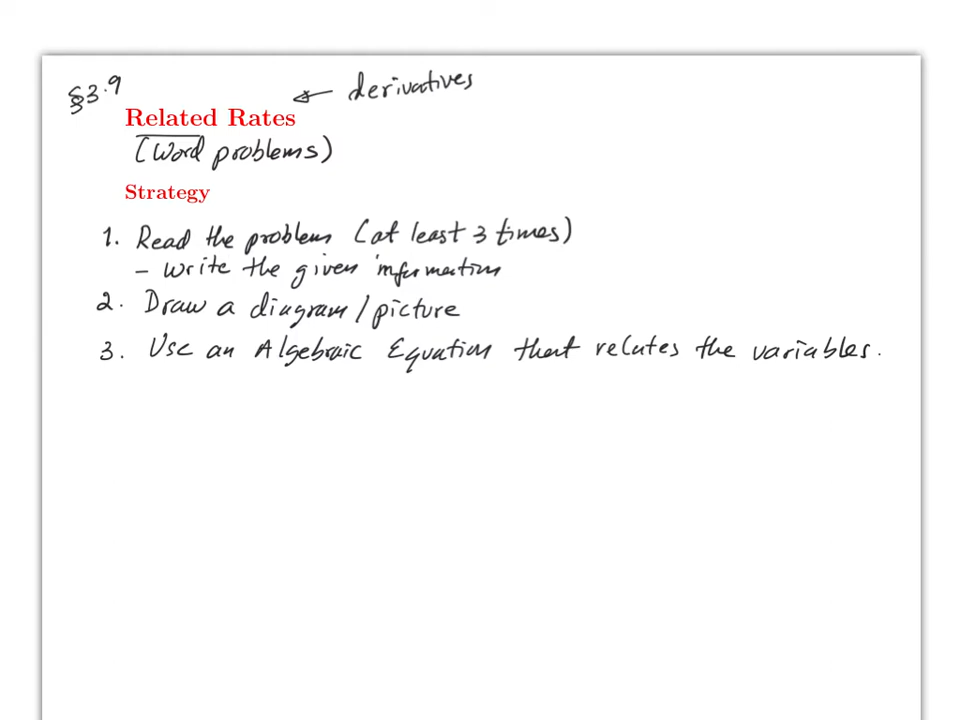 §3.9
derivatives
Related Rates
(Word problems)
Strategy
1. Read the problem (at least 3 times)
- Write the given information
2. Draw a diagram/picture
3. Use an Algebraic Equation that relates the variables.